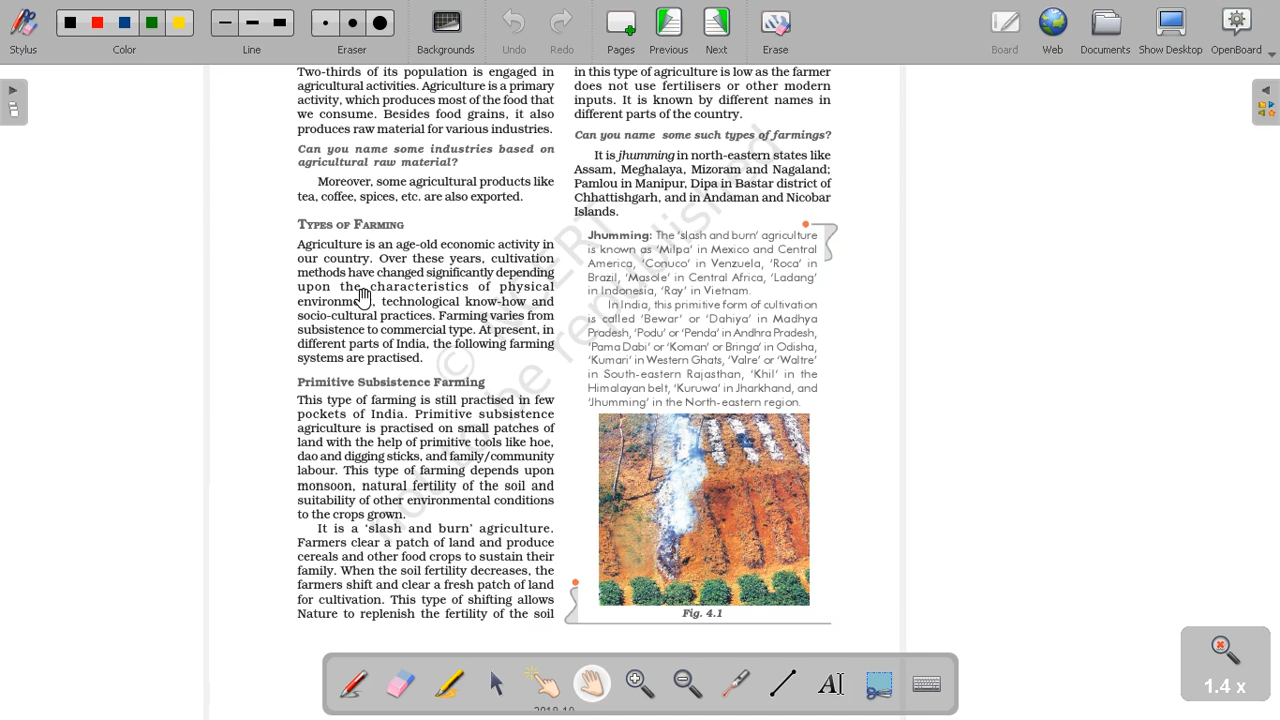 Stylus
Color
Line
Eraser
Backgrounds
Undo
Redo
Pages
Previous
Next
Erase
Board
Web
Documents
Show Desktop
OpenBoard
Two-thirds of its population is engaged in
agricultural activities. Agriculture is a primary
activity, which produces most of the food that
we consume. Besides food grains, it also
produces raw material for various industries.
Can you name some industries based on
agricultural raw material?
Moreover, some agricultural products like
tea, coffee, spices, etc. are also exported.
TYPES OF FARMING
Agriculture is an age-old economic activity in
our country. Over these years, cultivation
methods have changed significantly depending
upon the characteristics of physical
environment, technological know-how and
socio-cultural practices. Farming varies from
subsistence to commercial type. At present, in
different parts of India, the following farming
systems are practised.
Primitive Subsistence Farming
This type of farming is still practised in few
pockets of India. Primitive subsistence
agriculture is practised on small patches of
land with the help of primitive tools like hoe,
dao and digging sticks, and family/community
labour. This type of farming depends upon
monsoon, natural fertility of the soil and
suitability of other environmental conditions
to the crops grown.
It is a ‘slash and burn’ agriculture.
Farmers clear a patch of land and produce
cereals and other food crops to sustain their
family. When the soil fertility decreases, the
farmers shift and clear a fresh patch of land
for cultivation. This type of shifting allows
Nature to replenish the fertility of the soil
in this type of agriculture is low as the farmer
does not use fertilisers or other modern
inputs. It is known by different names in
different parts of the country.
Can you name some such types of farmings?
It is jhumming in north-eastern states like
Assam, Meghalaya, Mizoram and Nagaland;
Pamlou in Manipur, Dipa in Bastar district of
Chhattishgarh, and in Andaman and Nicobar
Islands.
Jhumming: The ‘slash and burn’ agriculture
is known as ‘Milpa’ in Mexico and Central
America, ‘Conuco’ in Venzuela, ‘Roca’ in
Brazil, ‘Masole’ in Central Africa, ‘Ladang’
in Indonesia, ‘Ray’ in Vietnam.
In India, this primitive form of cultivation
is called ‘Bewar’ or ‘Dahiya’ in Madhya
Pradesh, ‘Podu’ or ‘Penda’ in Andhra Pradesh,
‘Pama Dabi’ or ‘Koman’ or Bringa’ in Odisha,
‘Kumari’ in Western Ghats, ‘Valre’ or ‘Waltre’
in South-eastern Rajasthan, ‘Khil’ in the
Himalayan belt, ‘Kuruwa’ in Jharkhand, and
‘Jhumming’ in the North-eastern region.
Fig. 4.1
1.4 x